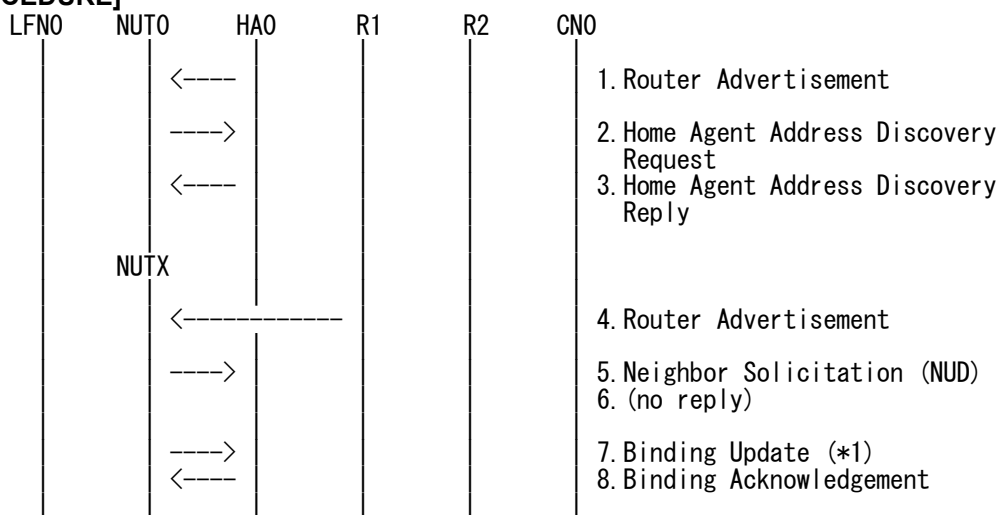 CEDURE]
LFN0 NUT0 HA0 R1 R2 CN0
<---- 1.Router Advertisement
----> 2.Home Agent Address Discovery
Request
<---- 3.Home Agent Address Discovery
Reply
NUTX
<------------ 4.Router Advertisement
----> 5.Neighbor Solicitation (NUD)
6.(no reply)
----> 7.Binding Update (*1)
<---- 8.Binding Acknowledgement